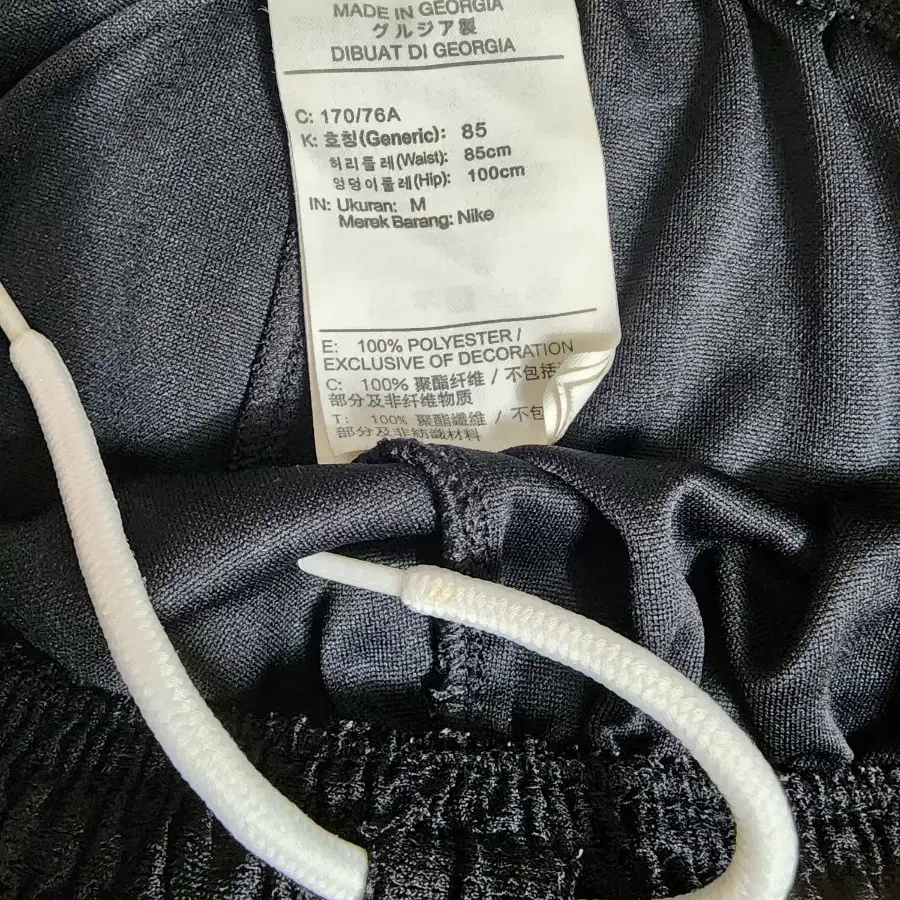 MADE IN GEORGIA
グルジア製
DIBUAT DI GEORGIA
C: 170/76A
K: 호칭(Generic): 85
허리둘레(Waist): 85cm
엉덩이둘레(Hip): 100cm
IN: Ukuran: M
Merek Barang: Nike
E: 100% POLYESTER /
EXCLUSIVE OF DECORATION
C: 100% 聚酯纤维 / 不包括
部分及非纤维物质
T: 100% 聚酯纖維 / 不包
部分及非紡織材料